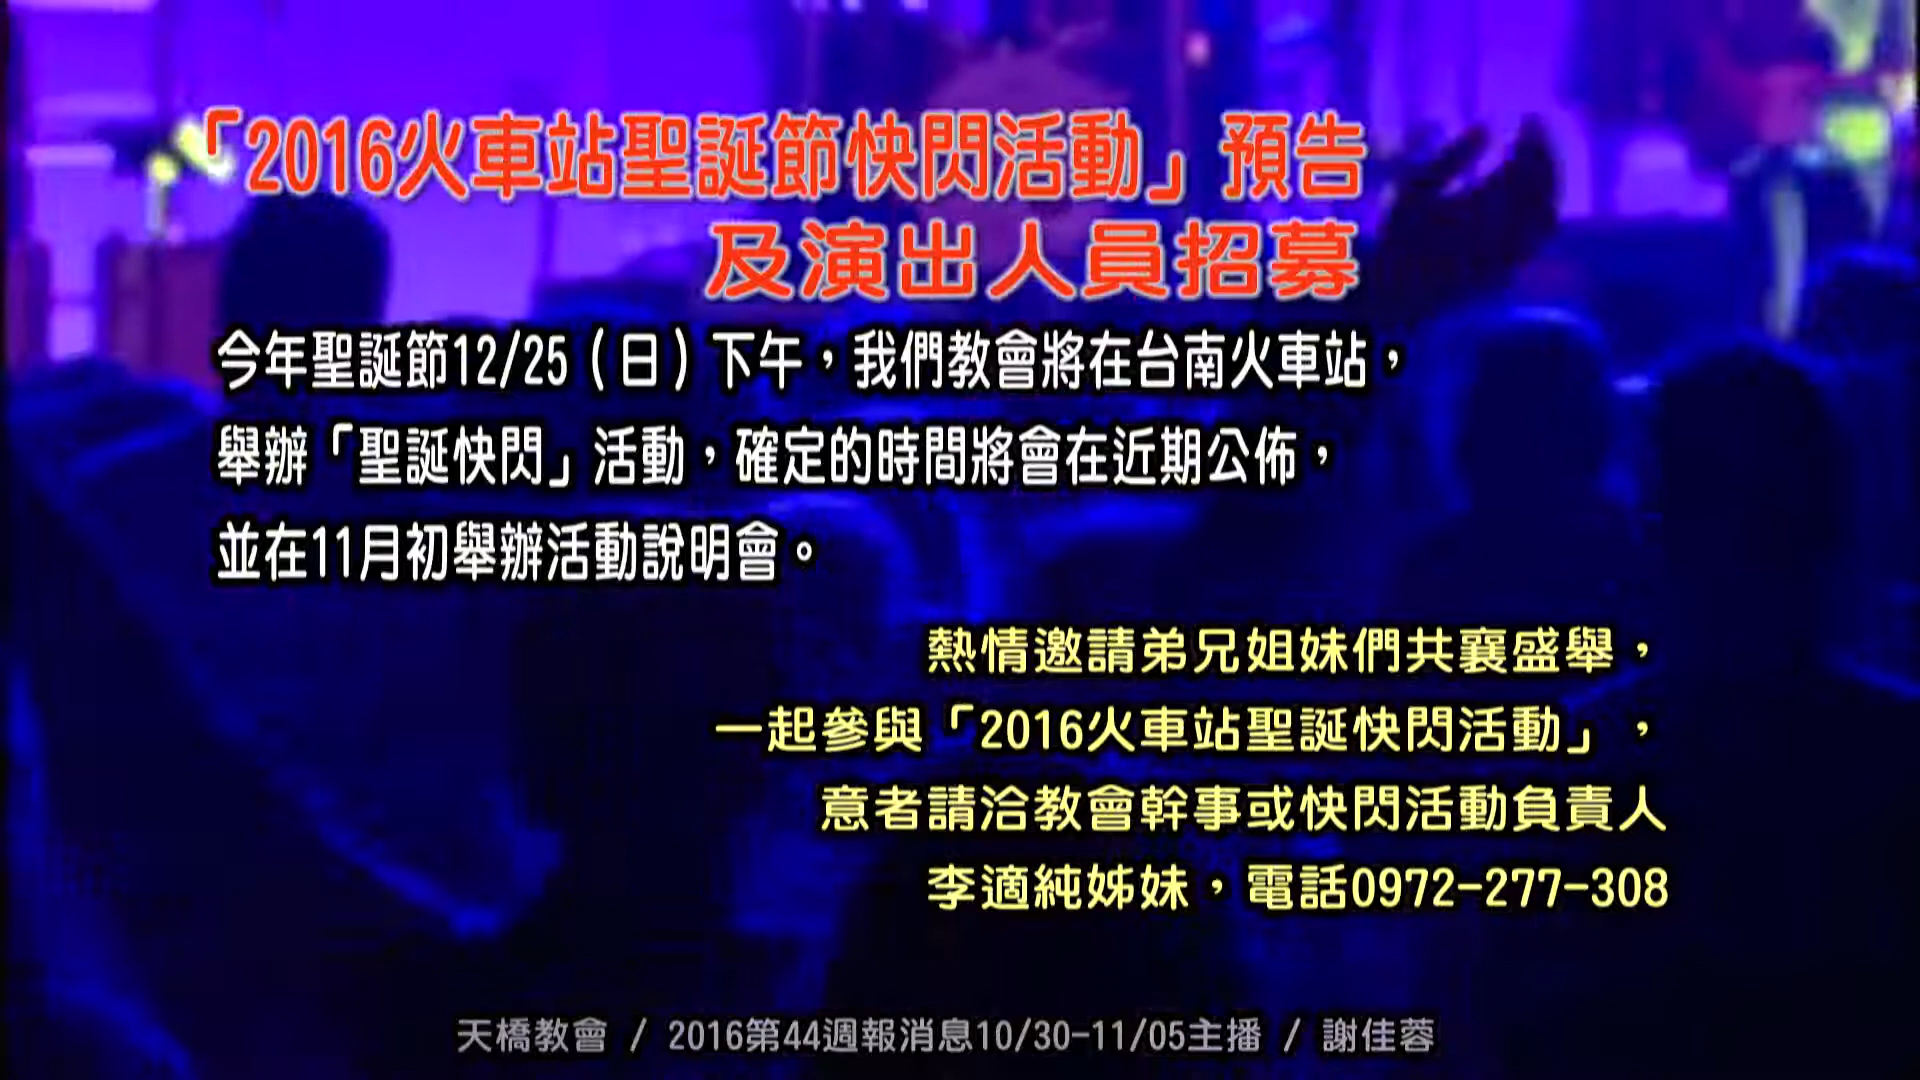 「2016火車站聖誕節快閃活動」預告
及演出人員招募
今年聖誕節12/25（日）下午，我們教會將在台南火車站，
舉辦「聖誕快閃」活動，確定的時間將會在近期公佈，
並在11月初舉辦活動說明會。
熱情邀請弟兄姐妹們共襄盛舉，
一起參與「2016火車站聖誕快閃活動」，
意者請洽教會幹事或快閃活動負責人
李適純姊妹，電話0972-277-308
天橋教會 / 2016第44週報消息10/30-11/05主播 / 謝佳蓉